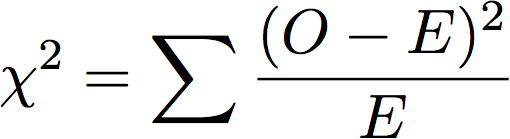 χ² = ∑ (O − E)² / E